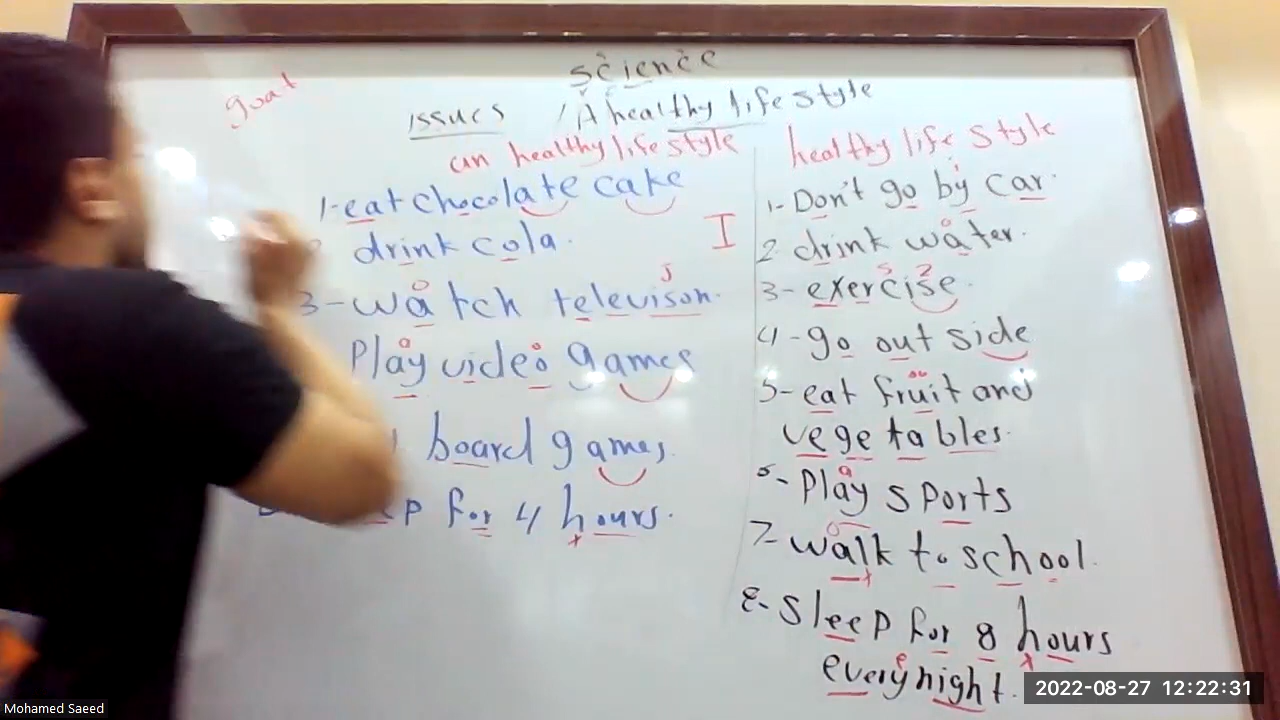 science
goat
issues / A healthy life style
un healthy life style
1-eat chocolate cake
drink cola.
I
3-watch televison.
Play video games
board games.
P for 4 hours.
healthy life style
1-Don't go by car.
2 drink water.
3-exercise.
4-go out side
5-eat fruit and
vegetables.
Play sports
7-walk to school.
8-Sleep for 8 hours
every night.
2022-08-27 12:22:31
Mohamed Saeed